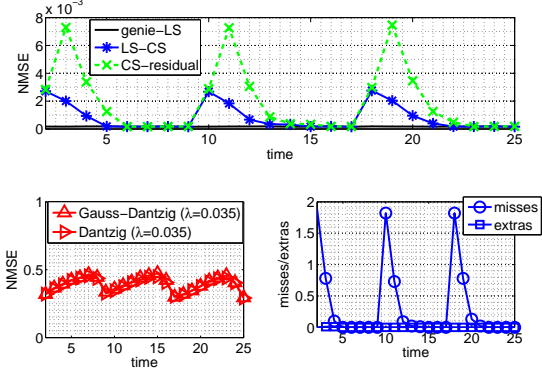 8 x 10⁻³
6
4
2
0
NMSE
genie-LS
LS-CS
CS-residual
5 10 15 20 25
time
1
0.5
0
NMSE
Gauss-Dantzig (λ=0.035)
Dantzig (λ=0.035)
5 10 15 20 25
time
2
1.5
1
0.5
0
misses/extras
misses
extras
5 10 15 20 25
time